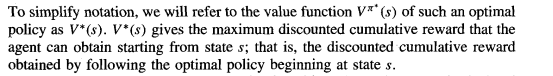 To simplify notation, we will refer to the value function V^{π*}(s) of such an optimal
policy as V*(s). V*(s) gives the maximum discounted cumulative reward that the
agent can obtain starting from state s; that is, the discounted cumulative reward
obtained by following the optimal policy beginning at state s.